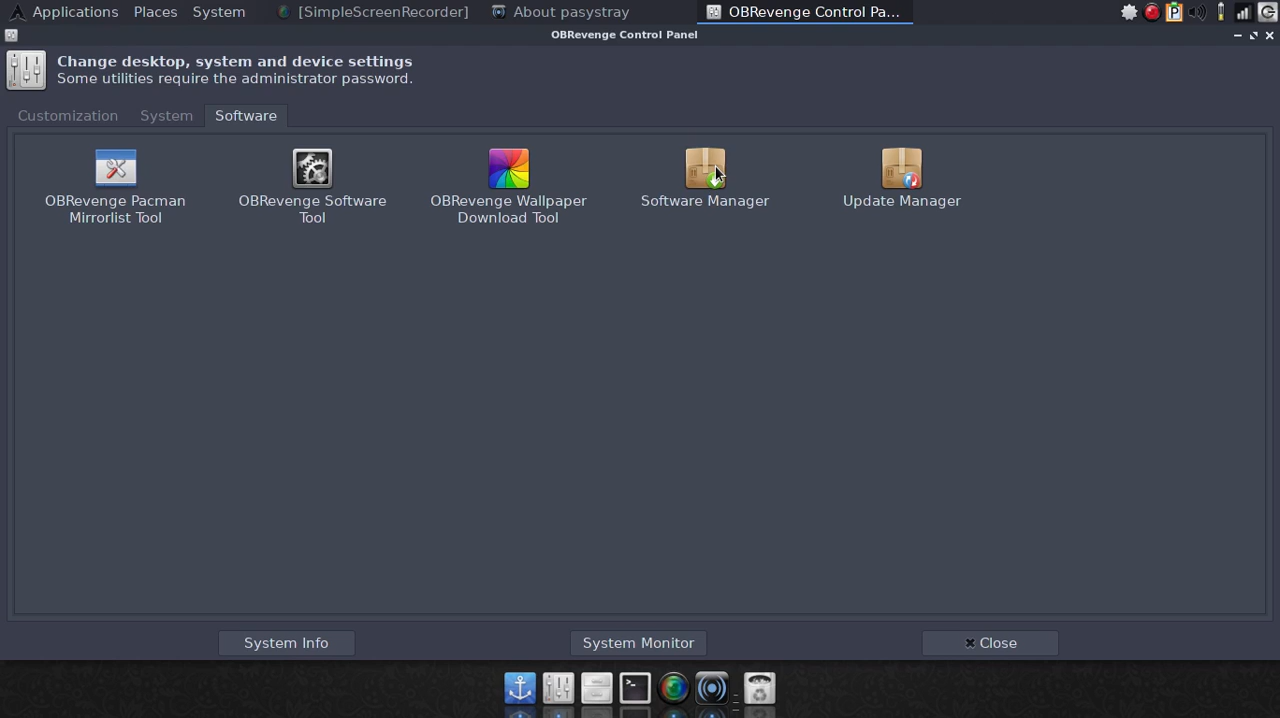 Applications Places System [SimpleScreenRecorder] About pasystray OBRevenge Control Pa...
OBRevenge Control Panel
Change desktop, system and device settings
Some utilities require the administrator password.
Customization System Software
OBRevenge Pacman
Mirrorlist Tool
OBRevenge Software
Tool
OBRevenge Wallpaper
Download Tool
Software Manager
Update Manager
System Info System Monitor Close